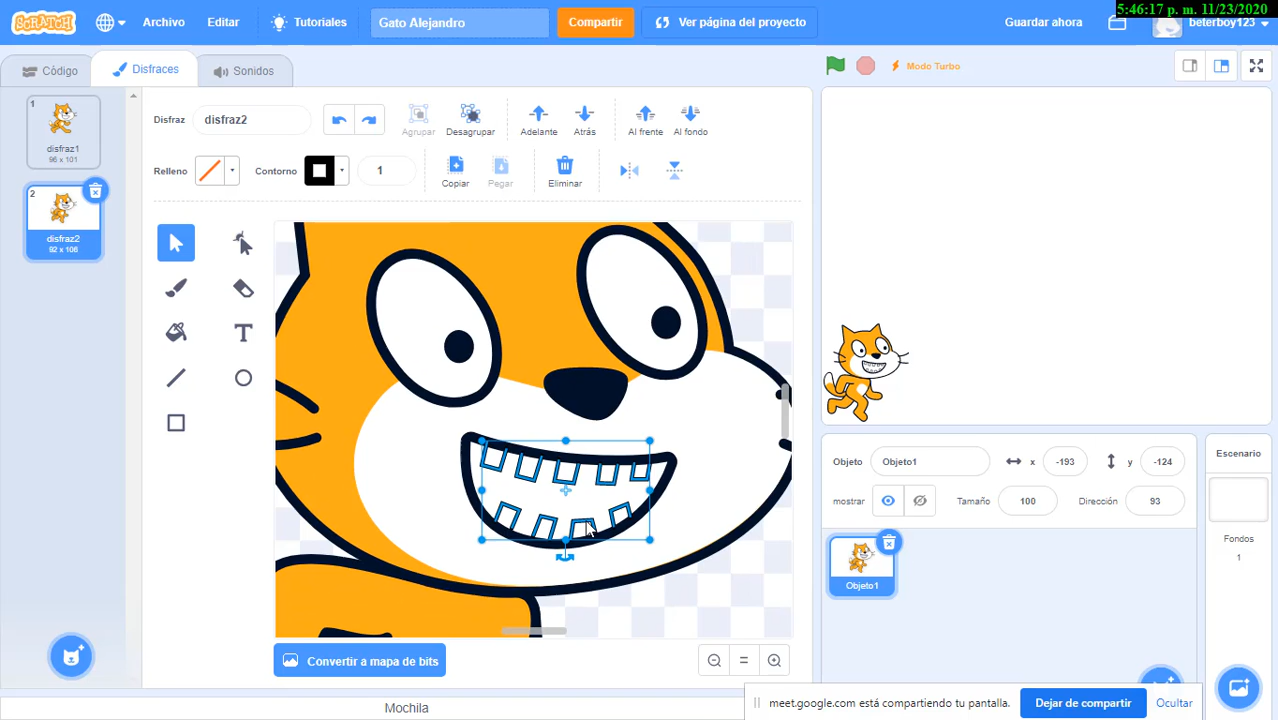 5:46:17 p. m. 11/23/2020
SCRATCH
Archivo
Editar
Tutoriales
Gato Alejandro
Compartir
Ver página del proyecto
Guardar ahora
beterboy123
Código
Disfraces
Sonidos
Modo Turbo
1
disfraz1
96 x 101
2
disfraz2
92 x 106
Disfraz
disfraz2
Agrupar
Desagrupar
Adelante
Atrás
Al frente
Al fondo
Relleno
Contorno
1
Copiar
Pegar
Eliminar
T
Convertir a mapa de bits
Mochila
Objeto
Objeto1
x
-193
y
-124
mostrar
Tamaño
100
Dirección
93
Objeto1
Escenario
Fondos
1
meet.google.com está compartiendo tu pantalla.
Dejar de compartir
Ocultar